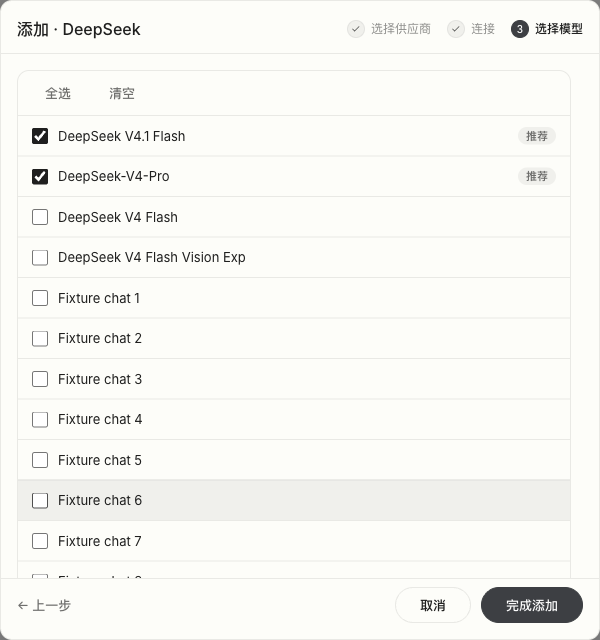 添加 · DeepSeek
选择供应商
连接
3 选择模型
全选 清空
DeepSeek V4.1 Flash 推荐
DeepSeek-V4-Pro 推荐
DeepSeek V4 Flash
DeepSeek V4 Flash Vision Exp
Fixture chat 1
Fixture chat 2
Fixture chat 3
Fixture chat 4
Fixture chat 5
Fixture chat 6
Fixture chat 7
← 上一步
取消
完成添加